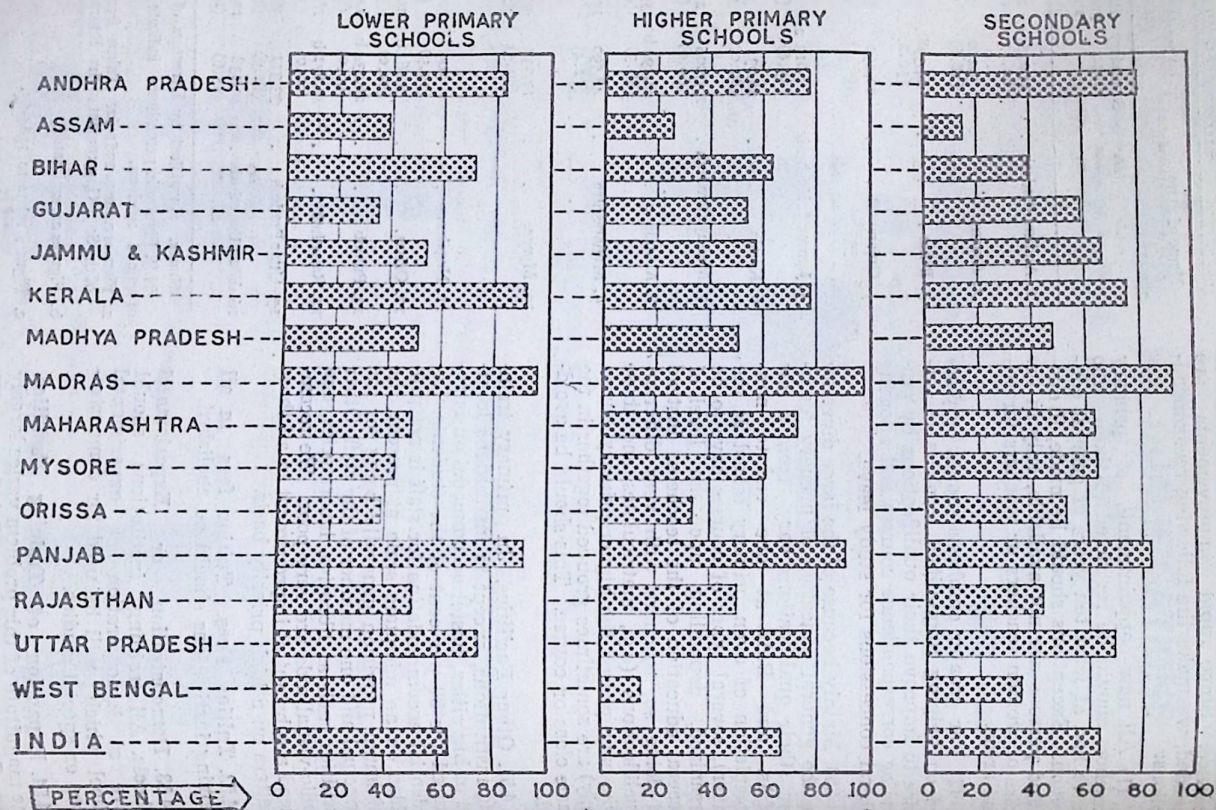 LOWER PRIMARY
SCHOOLS
HIGHER PRIMARY
SCHOOLS
SECONDARY
SCHOOLS
ANDHRA PRADESH
ASSAM
BIHAR
GUJARAT
JAMMU & KASHMIR
KERALA
MADHYA PRADESH
MADRAS
MAHARASHTRA
MYSORE
ORISSA
PANJAB
RAJASTHAN
UTTAR PRADESH
WEST BENGAL
INDIA
0 20 40 60 80 100
0 20 40 60 80 100
0 20 40 60 80 100
PERCENTAGE